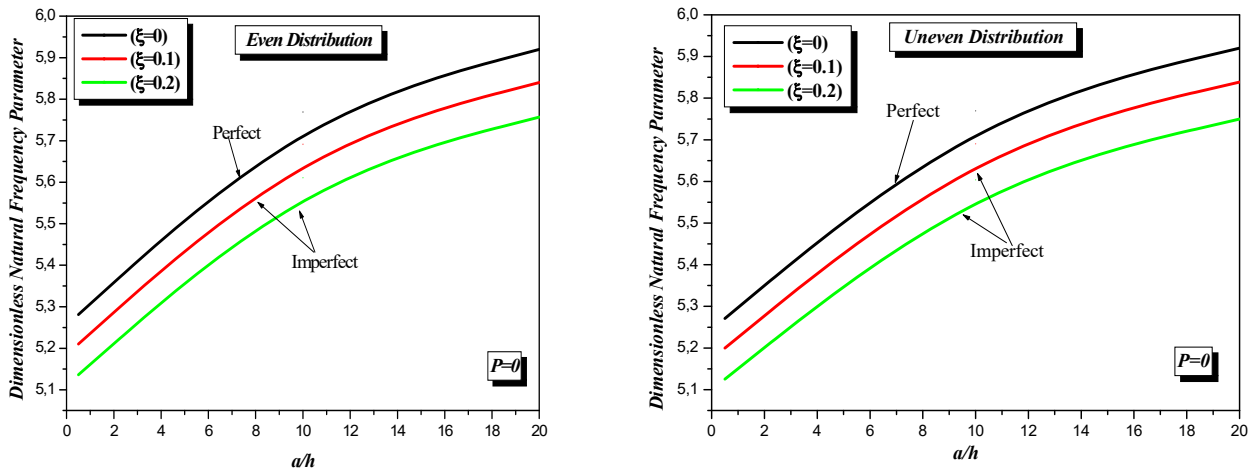 6,0
5,9
5,8
5,7
5,6
5,5
5,4
5,3
5,2
5,1
Dimensionless Natural Frequency Parameter
(ξ=0)
(ξ=0.1)
(ξ=0.2)
Even Distribution
Perfect
Imperfect
P=0
0 2 4 6 8 10 12 14 16 18 20
a/h
6,0
5,9
5,8
5,7
5,6
5,5
5,4
5,3
5,2
5,1
Dimensionless Natural Frequency Parameter
(ξ=0)
(ξ=0.1)
(ξ=0.2)
Uneven Distribution
Perfect
Imperfect
P=0
0 2 4 6 8 10 12 14 16 18 20
a/h